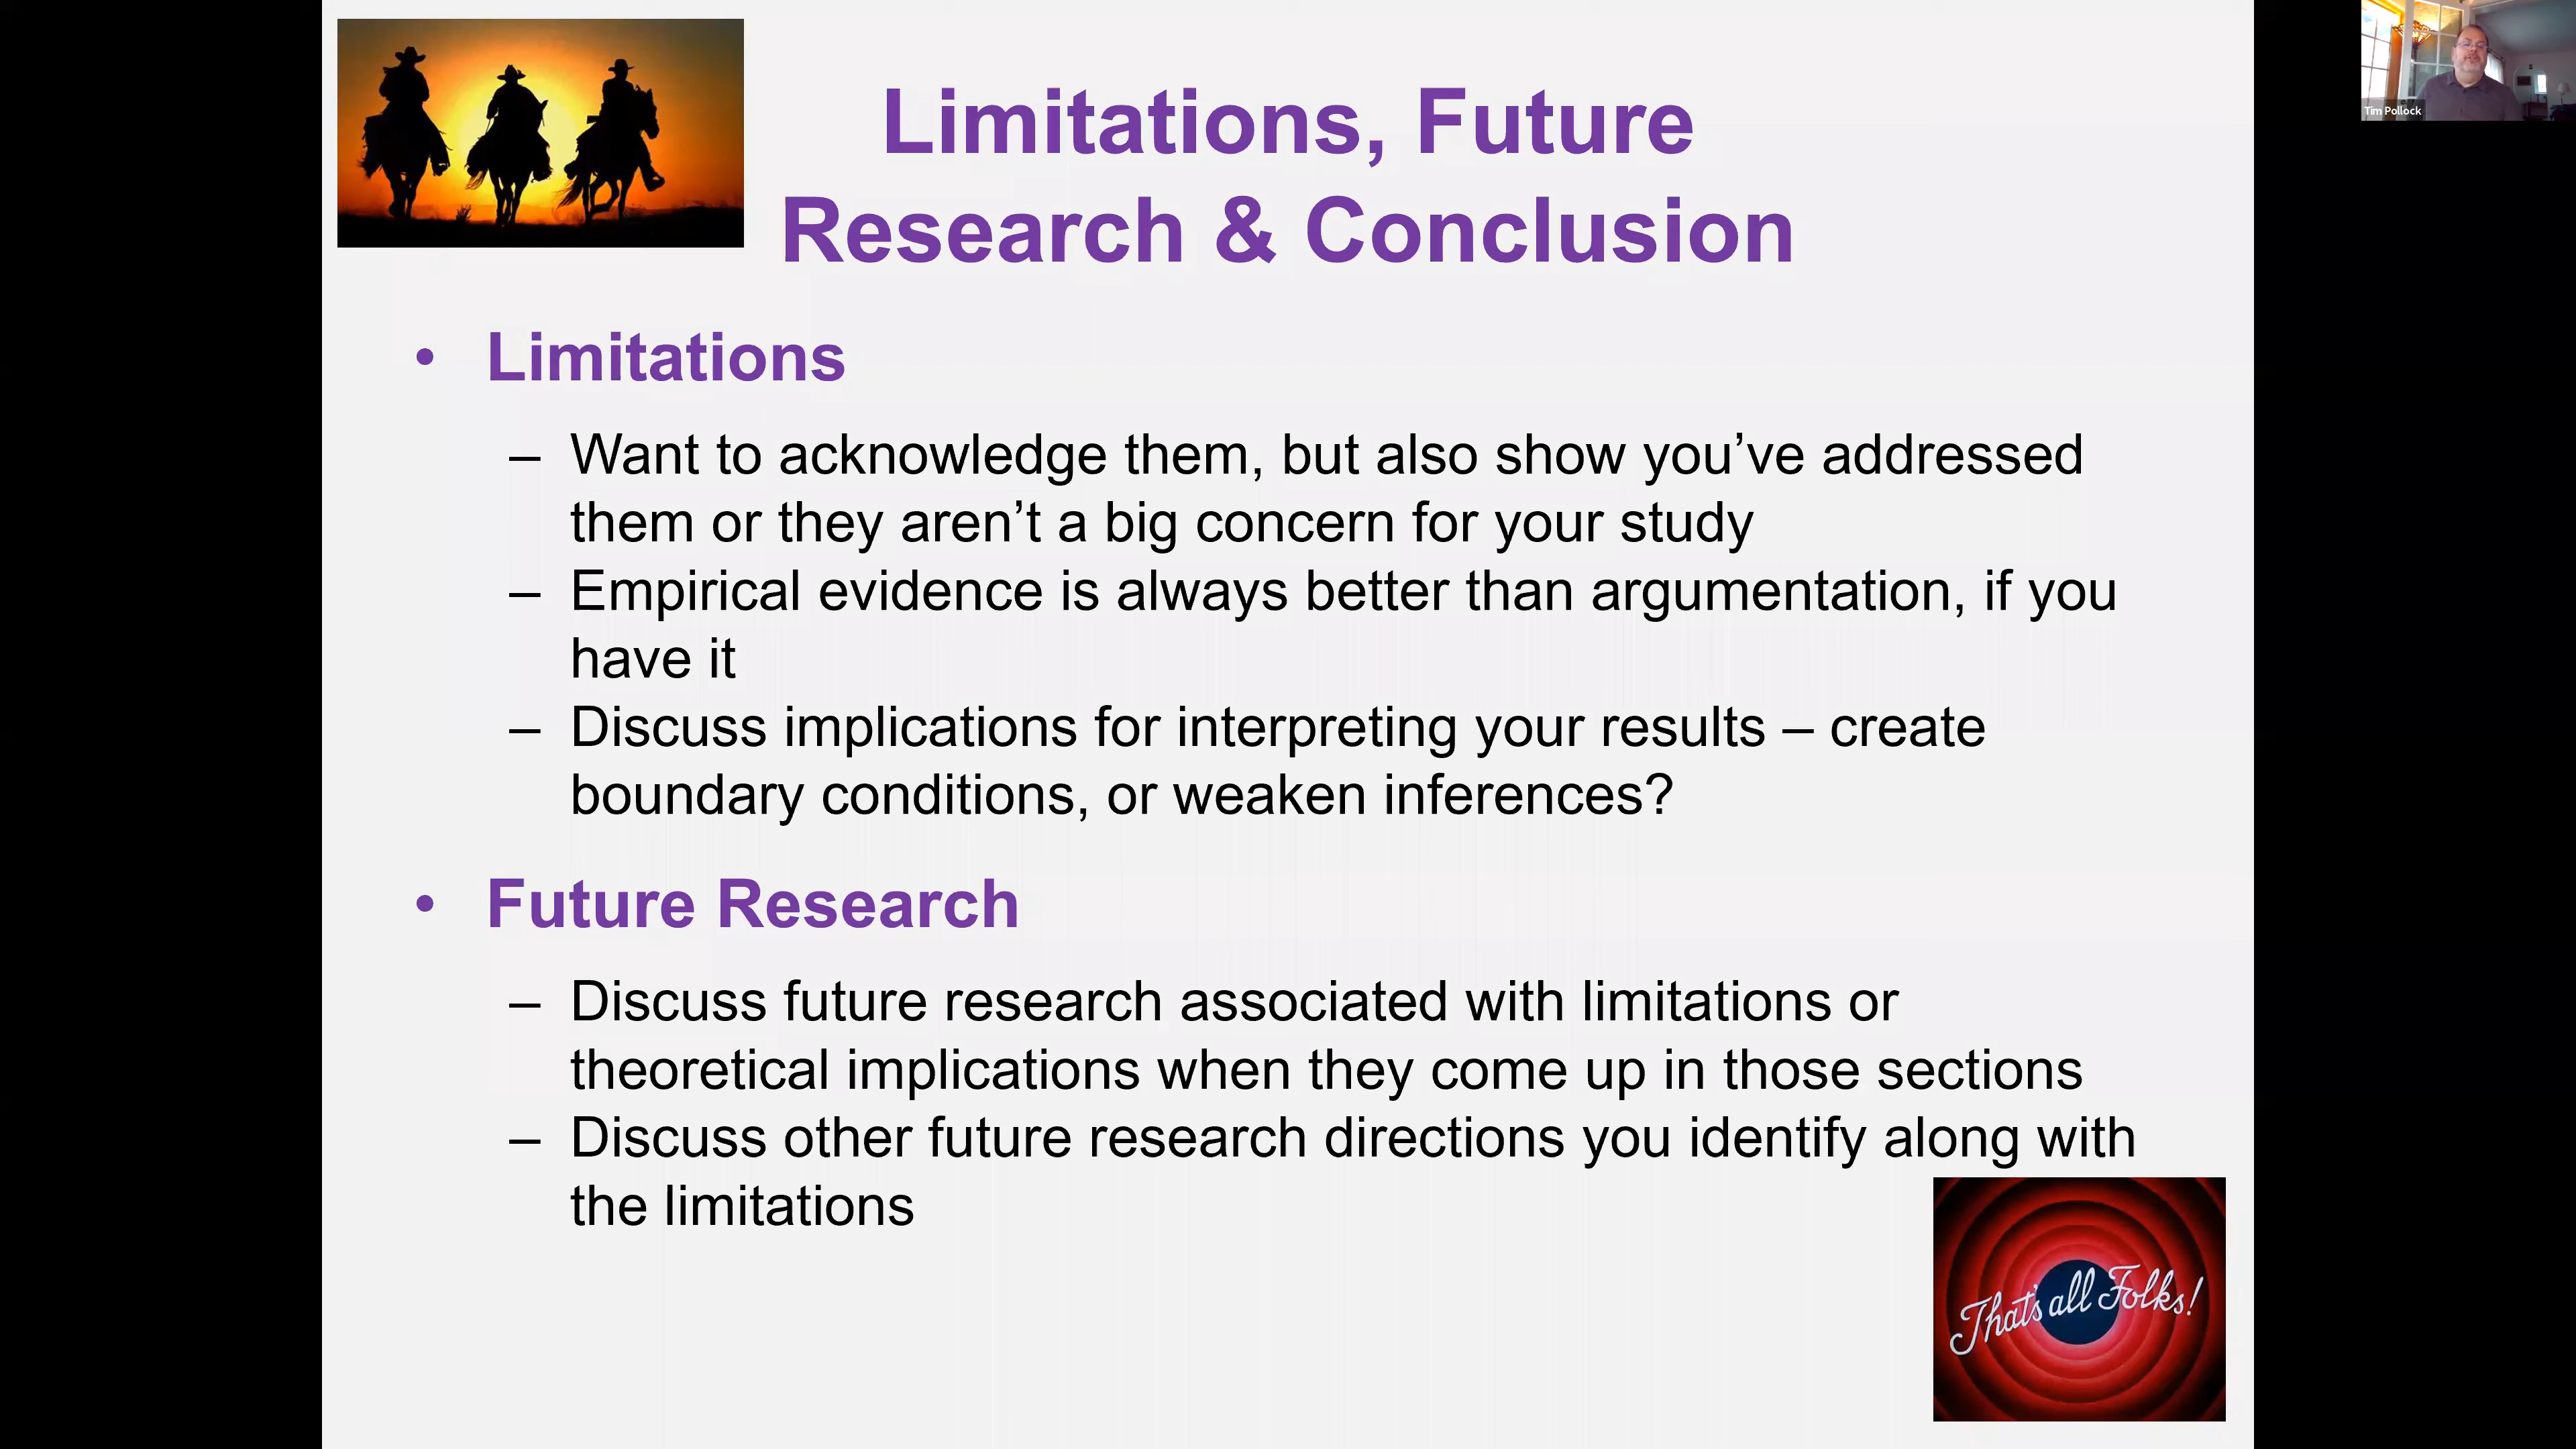 Limitations, Future
Research & Conclusion
Tim Pollock
• Limitations
– Want to acknowledge them, but also show you’ve addressed
them or they aren’t a big concern for your study
– Empirical evidence is always better than argumentation, if you
have it
– Discuss implications for interpreting your results – create
boundary conditions, or weaken inferences?
• Future Research
– Discuss future research associated with limitations or
theoretical implications when they come up in those sections
– Discuss other future research directions you identify along with
the limitations
That's all Folks!